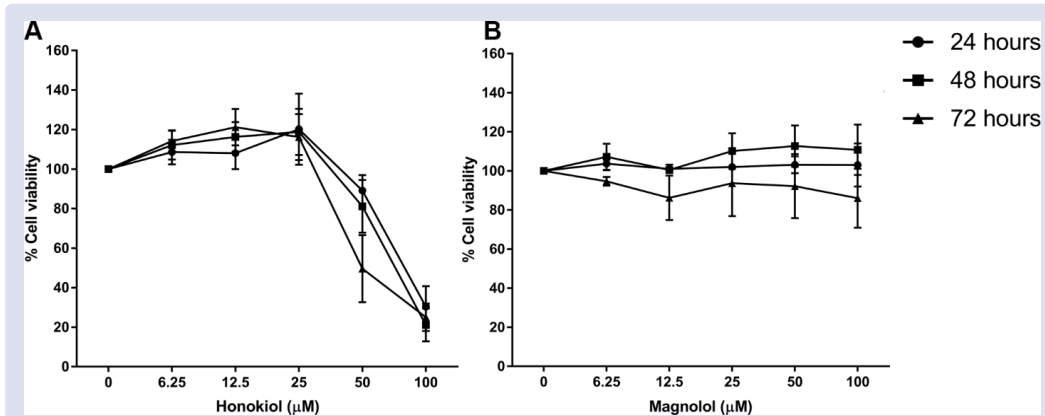 A
160
140
120
100
80
60
40
20
0
% Cell viability
0 6.25 12.5 25 50 100
Honokiol (μM)
B
160
140
120
100
80
60
40
20
0
% Cell viability
0 6.25 12.5 25 50 100
Magnolol (μM)
24 hours
48 hours
72 hours